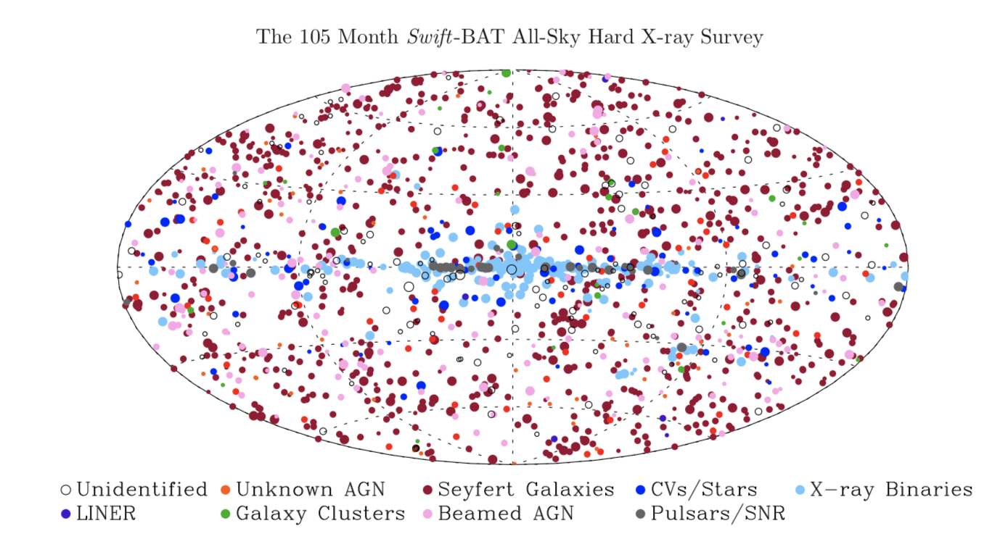 The 105 Month Swift-BAT All-Sky Hard X-ray Survey
Unidentified Unknown AGN Seyfert Galaxies CVs/Stars X-ray Binaries
LINER Galaxy Clusters Beamed AGN Pulsars/SNR